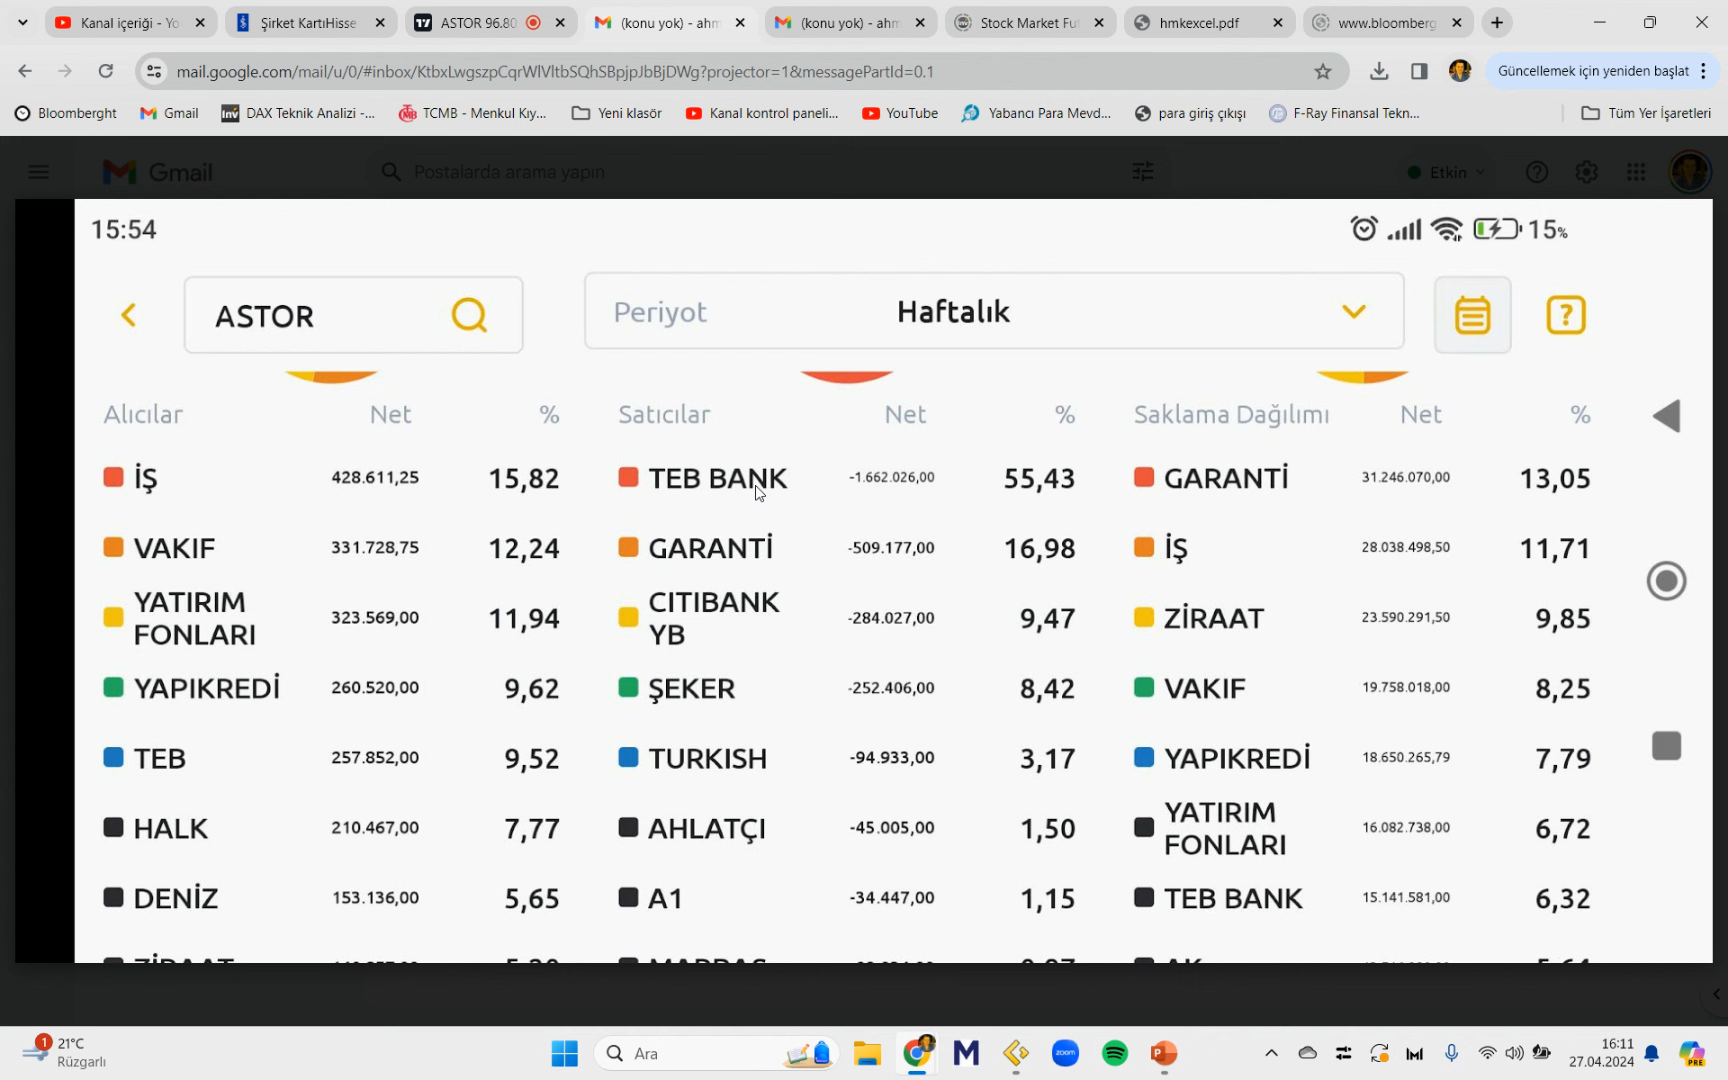 Kanal içeriği - Yo
Şirket KartıHisse
ASTOR 96.80
(konu yok) - ahm
(konu yok) - ahm
Stock Market Fu
hmkexcel.pdf
www.bloomberg
mail.google.com/mail/u/0/#inbox/KtbxLwgszpCqrWlVltbSQhSBpjpJbBjDWg?projector=1&messagePartId=0.1
Güncellemek için yeniden başlat
Bloomberght
Gmail
DAX Teknik Analizi -...
TCMB - Menkul Kıy...
Yeni klasör
Kanal kontrol paneli...
YouTube
Yabancı Para Mevd...
para giriş çıkışı
F-Ray Finansal Tekn...
Tüm Yer İşaretleri
Gmail
Postalarda arama yapın
Etkin
15:54
15%
ASTOR
Periyot Haftalık
Alıcılar Net % Satıcılar Net % Saklama Dağılımı Net %
İŞ 428.611,25 15,82 TEB BANK -1.662.026,00 55,43 GARANTİ 31.246.070,00 13,05
VAKIF 331.728,75 12,24 GARANTİ -509.177,00 16,98 İŞ 28.038.498,50 11,71
YATIRIM FONLARI 323.569,00 11,94 CITIBANK YB -284.027,00 9,47 ZİRAAT 23.590.291,50 9,85
YAPIKREDİ 260.520,00 9,62 ŞEKER -252.406,00 8,42 VAKIF 19.758.018,00 8,25
TEB 257.852,00 9,52 TURKISH -94.933,00 3,17 YAPIKREDİ 18.650.265,79 7,79
HALK 210.467,00 7,77 AHLATÇI -45.005,00 1,50 YATIRIM FONLARI 16.082.738,00 6,72
DENİZ 153.136,00 5,65 A1 -34.447,00 1,15 TEB BANK 15.141.581,00 6,32
1
21°C
Rüzgarlı
Ara
zoom
16:11
27.04.2024
PRE